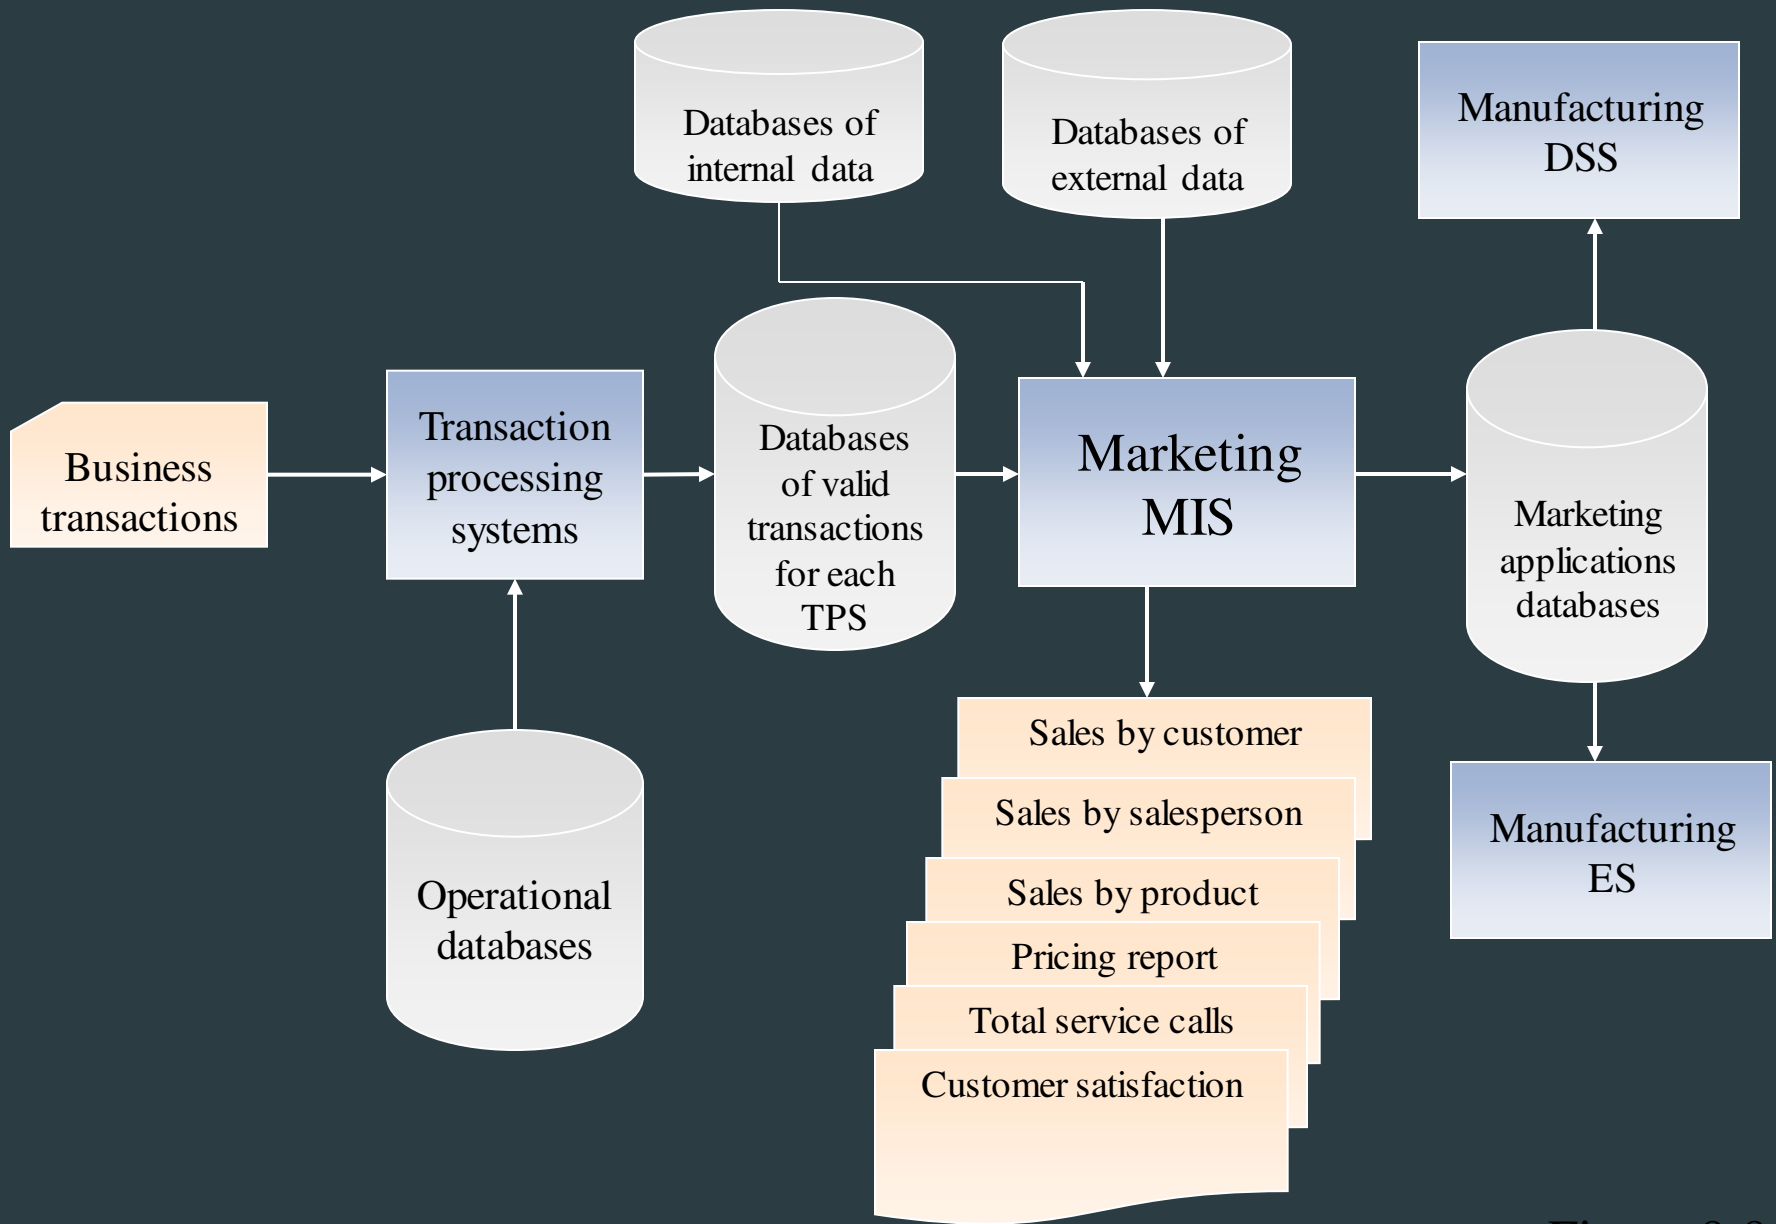 Databases of
internal data
Databases of
external data
Manufacturing
DSS
Business
transactions
Transaction
processing
systems
Databases
of valid
transactions
for each
TPS
Marketing
MIS
Marketing
applications
databases
Operational
databases
Sales by customer
Sales by salesperson
Sales by product
Pricing report
Total service calls
Customer satisfaction
Manufacturing
ES